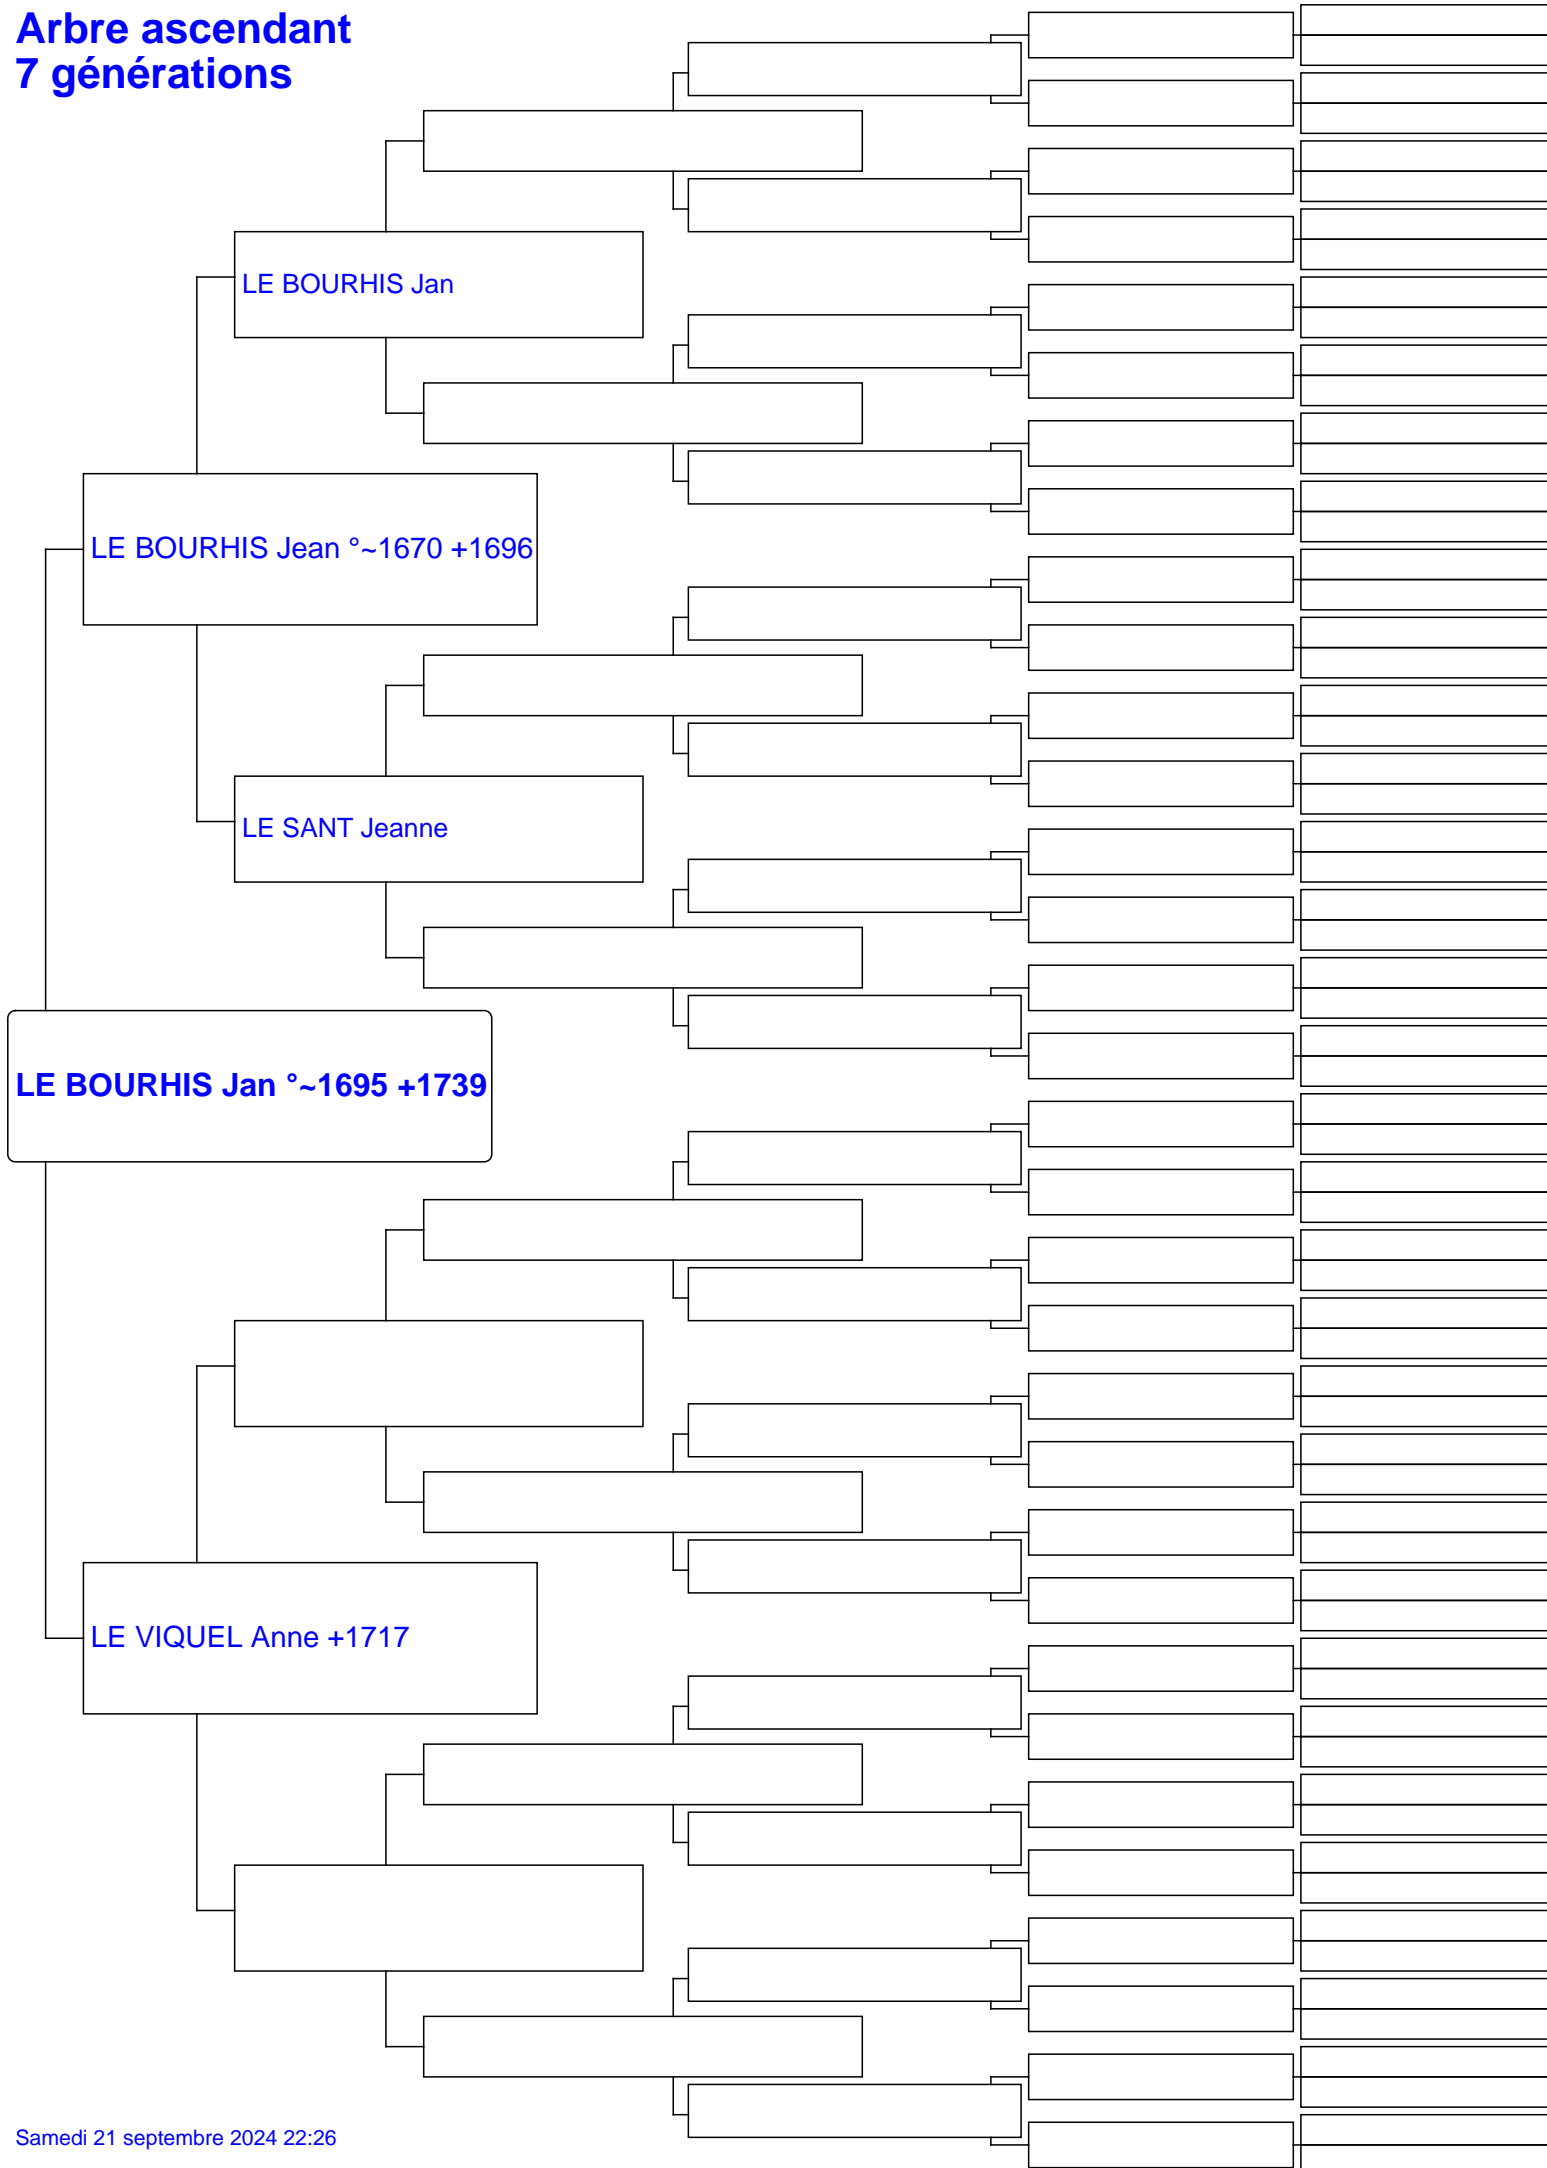 Arbre ascendant
7 générations
LE BOURHIS Jan
LE BOURHIS Jean °~1670 +1696
LE SANT Jeanne
LE BOURHIS Jan °~1695 +1739
LE VIQUEL Anne +1717
Samedi 21 septembre 2024 22:26